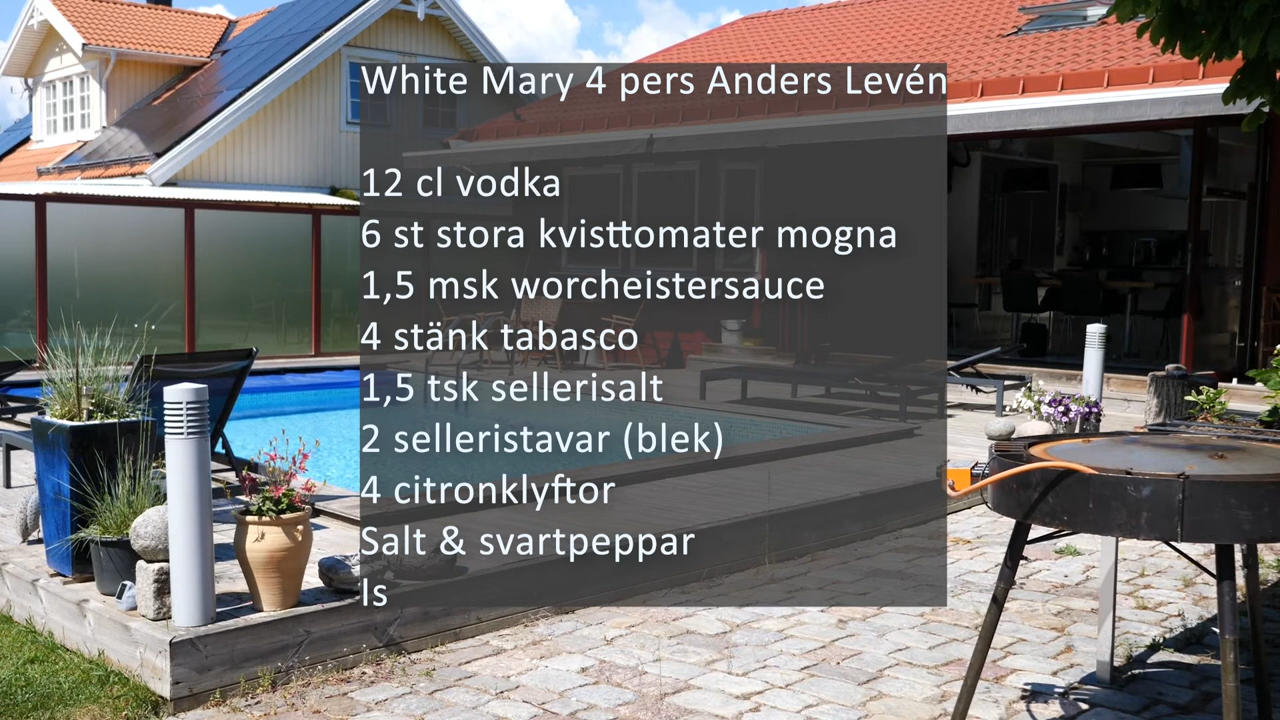 White Mary 4 pers Anders Levén
12 cl vodka
6 st stora kvisttomater mogna
1,5 msk worcheistersauce
4 stänk tabasco
1,5 tsk sellerisalt
2 selleristavar (blek)
4 citronklyftor
Salt & svartpeppar
Is